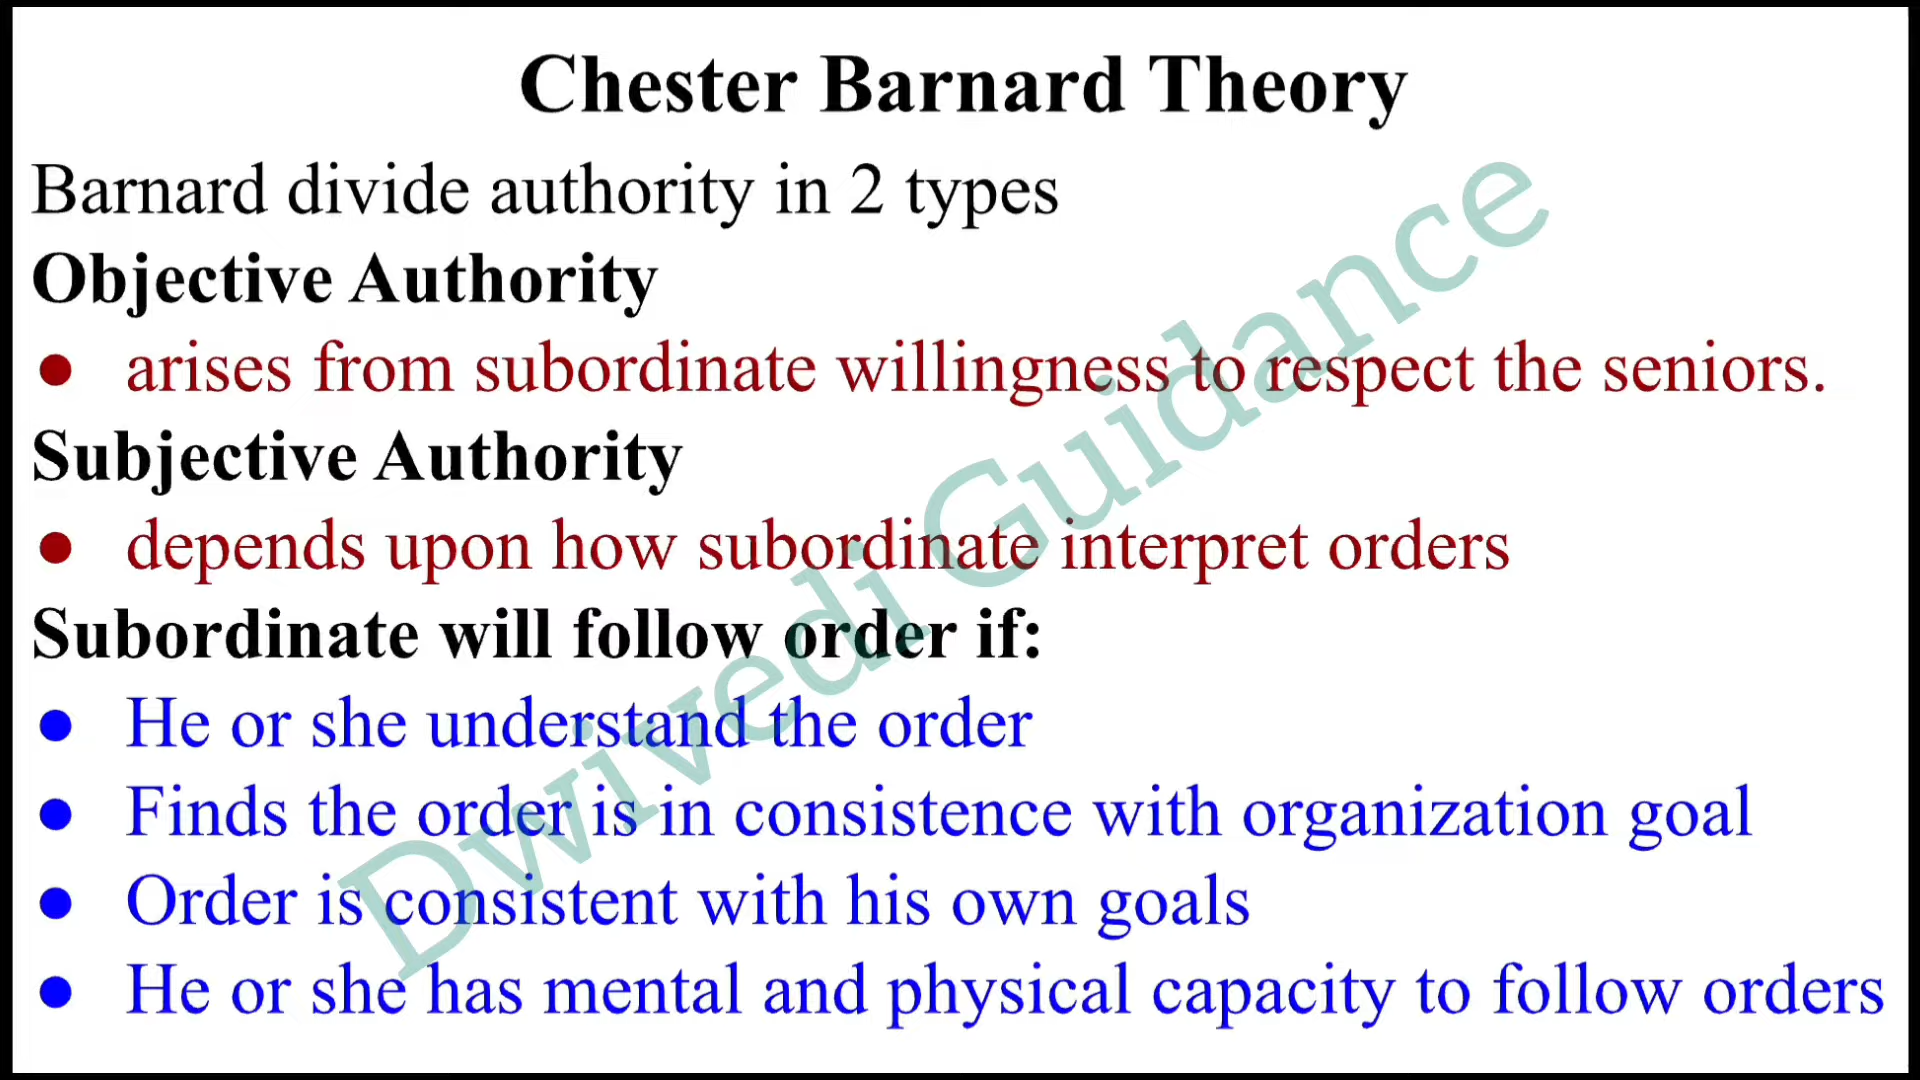 Chester Barnard Theory
Barnard divide authority in 2 types
Objective Authority
● arises from subordinate willingness to respect the seniors.
Subjective Authority
● depends upon how subordinate interpret orders
Subordinate will follow order if:
● He or she understand the order
● Finds the order is in consistence with organization goal
● Order is consistent with his own goals
● He or she has mental and physical capacity to follow orders
Dwivedi Guidance